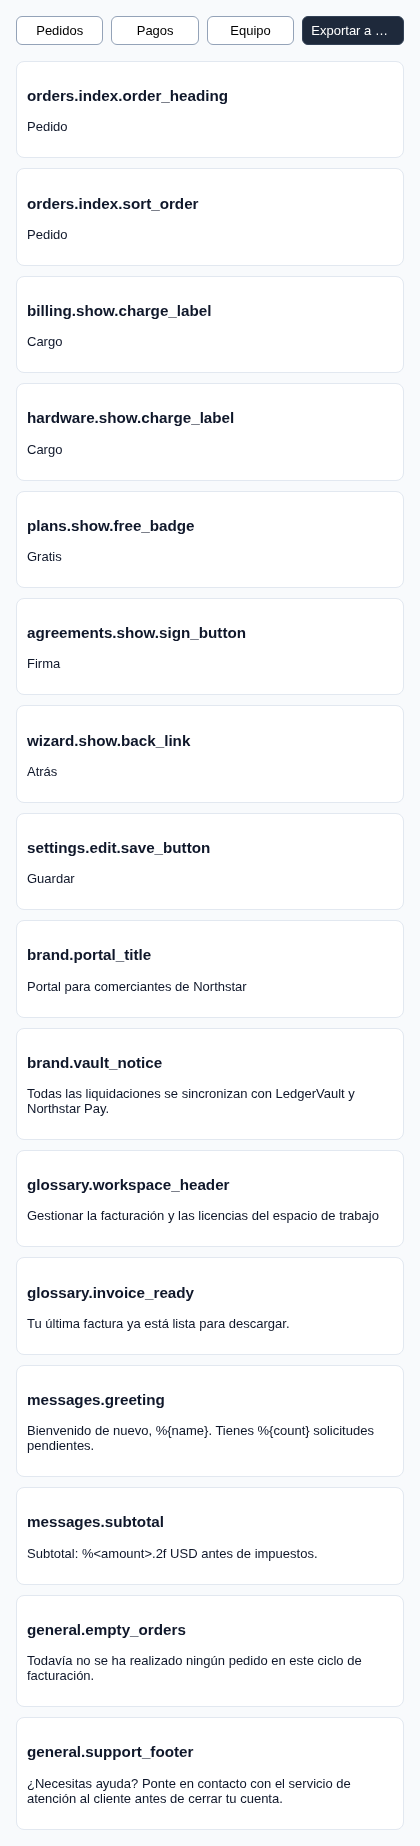 Pedidos
Pagos
Equipo
Exportar a …
orders.index.order_heading
Pedido
orders.index.sort_order
Pedido
billing.show.charge_label
Cargo
hardware.show.charge_label
Cargo
plans.show.free_badge
Gratis
agreements.show.sign_button
Firma
wizard.show.back_link
Atrás
settings.edit.save_button
Guardar
brand.portal_title
Portal para comerciantes de Northstar
brand.vault_notice
Todas las liquidaciones se sincronizan con LedgerVault y
Northstar Pay.
glossary.workspace_header
Gestionar la facturación y las licencias del espacio de trabajo
glossary.invoice_ready
Tu última factura ya está lista para descargar.
messages.greeting
Bienvenido de nuevo, %{name}. Tienes %{count} solicitudes
pendientes.
messages.subtotal
Subtotal: %<amount>.2f USD antes de impuestos.
general.empty_orders
Todavía no se ha realizado ningún pedido en este ciclo de
facturación.
general.support_footer
¿Necesitas ayuda? Ponte en contacto con el servicio de
atención al cliente antes de cerrar tu cuenta.